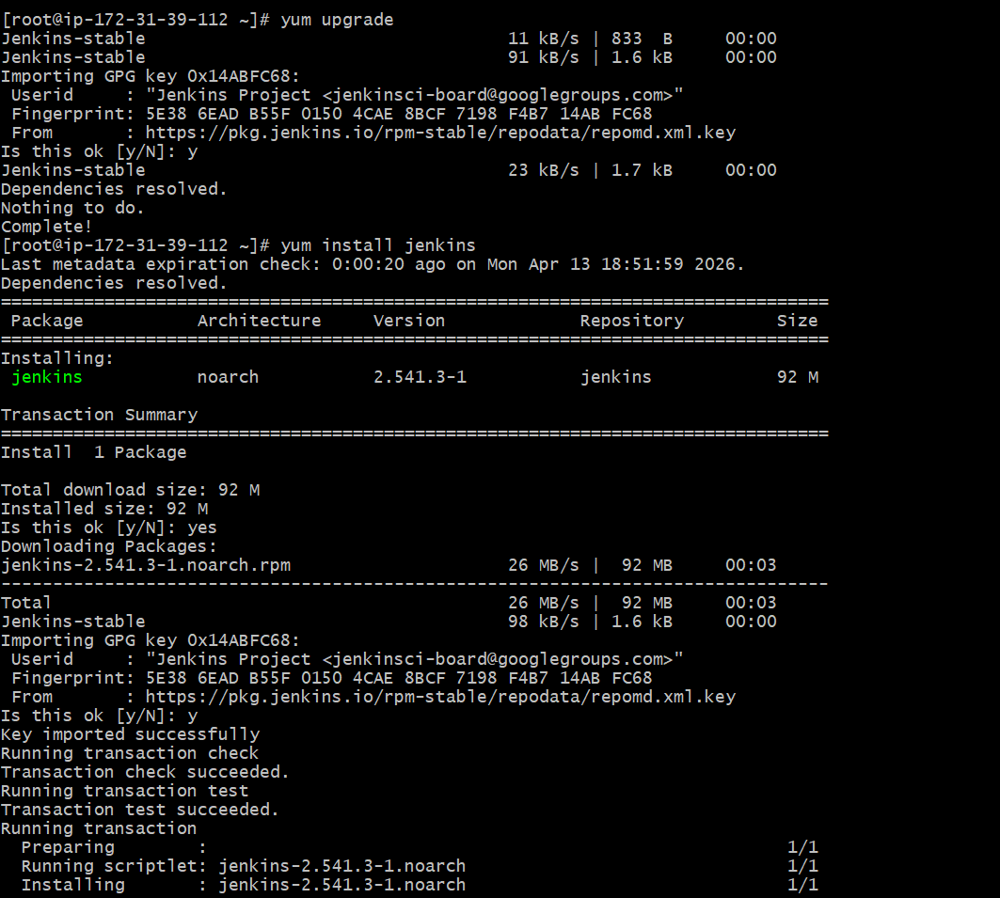 [root@ip-172-31-39-112 ~]# yum upgrade
Jenkins-stable                                   11 kB/s | 833  B     00:00
Jenkins-stable                                   91 kB/s | 1.6 kB     00:00
Importing GPG key 0x14ABFC68:
 Userid     : "Jenkins Project <jenkinsci-board@googlegroups.com>"
 Fingerprint: 5E38 6EAD B55F 0150 4CAE 8BCF 7198 F4B7 14AB FC68
 From       : https://pkg.jenkins.io/rpm-stable/repodata/repomd.xml.key
Is this ok [y/N]: y
Jenkins-stable                                   23 kB/s | 1.7 kB     00:00
Dependencies resolved.
Nothing to do.
Complete!
[root@ip-172-31-39-112 ~]# yum install jenkins
Last metadata expiration check: 0:00:20 ago on Mon Apr 13 18:51:59 2026.
Dependencies resolved.
================================================================================
 Package           Architecture     Version             Repository         Size
================================================================================
Installing:
 jenkins           noarch           2.541.3-1           jenkins            92 M

Transaction Summary
================================================================================
Install  1 Package

Total download size: 92 M
Installed size: 92 M
Is this ok [y/N]: yes
Downloading Packages:
jenkins-2.541.3-1.noarch.rpm                     26 MB/s |  92 MB     00:03
--------------------------------------------------------------------------------
Total                                            26 MB/s |  92 MB     00:03
Jenkins-stable                                   98 kB/s | 1.6 kB     00:00
Importing GPG key 0x14ABFC68:
 Userid     : "Jenkins Project <jenkinsci-board@googlegroups.com>"
 Fingerprint: 5E38 6EAD B55F 0150 4CAE 8BCF 7198 F4B7 14AB FC68
 From       : https://pkg.jenkins.io/rpm-stable/repodata/repomd.xml.key
Is this ok [y/N]: y
Key imported successfully
Running transaction check
Transaction check succeeded.
Running transaction test
Transaction test succeeded.
Running transaction
  Preparing        :                                                        1/1
  Running scriptlet: jenkins-2.541.3-1.noarch                               1/1
  Installing       : jenkins-2.541.3-1.noarch                               1/1